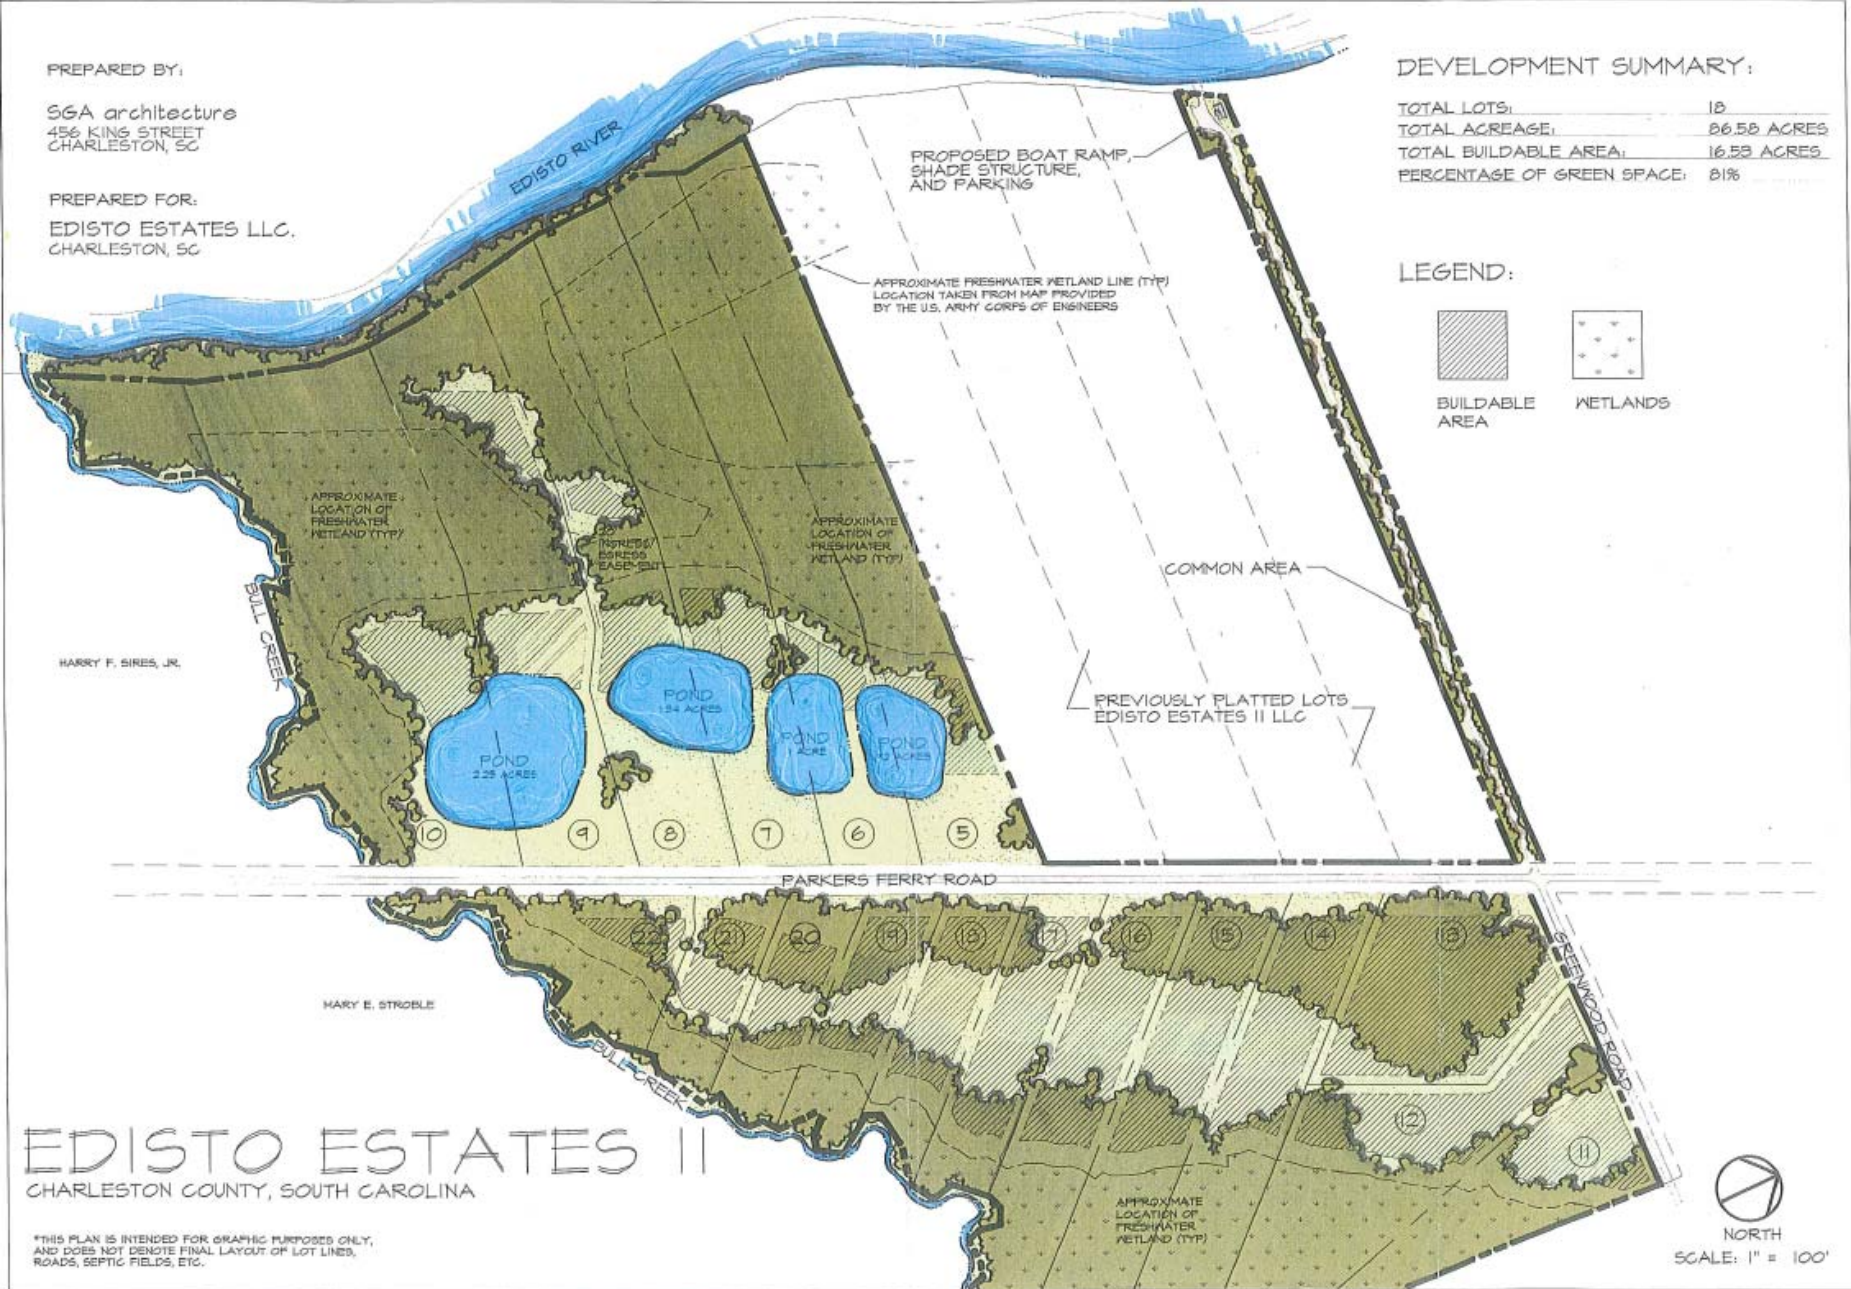 PREPARED BY:
SGA architecture
456 KING STREET
CHARLESTON, SC
PREPARED FOR:
EDISTO ESTATES LLC.
CHARLESTON, SC
DEVELOPMENT SUMMARY:
TOTAL LOTS: 18
TOTAL ACREAGE: 86.58 ACRES
TOTAL BUILDABLE AREA: 16.59 ACRES
PERCENTAGE OF GREEN SPACE: 81%
LEGEND:
BUILDABLE
AREA
WETLANDS
EDISTO RIVER
PROPOSED BOAT RAMP,
SHADE STRUCTURE,
AND PARKING
APPROXIMATE FRESHWATER WETLAND LINE (TYP)
LOCATION TAKEN FROM MAP PROVIDED
BY THE U.S. ARMY CORPS OF ENGINEERS
APPROXIMATE
LOCATION OF
FRESHWATER
WETLAND (TYP)
INGRESS/
EGRESS
EASEMENT
APPROXIMATE
LOCATION OF
FRESHWATER
WETLAND (TYP)
COMMON AREA
BULL CREEK
HARRY F. SIRES, JR.
PREVIOUSLY PLATTED LOTS
EDISTO ESTATES II LLC
POND
2.25 ACRES
POND
1.34 ACRES
POND
1 ACRE
POND
ACRES
10
9
8
7
6
5
PARKERS FERRY ROAD
22
21
20
19
18
17
16
15
14
13
GREENWOOD ROAD
MARY E. STROBLE
BULL CREEK
12
11
APPROXIMATE
LOCATION OF
FRESHWATER
WETLAND (TYP)
EDISTO ESTATES II
CHARLESTON COUNTY, SOUTH CAROLINA
*THIS PLAN IS INTENDED FOR GRAPHIC PURPOSES ONLY,
AND DOES NOT DENOTE FINAL LAYOUT OF LOT LINES,
ROADS, SEPTIC FIELDS, ETC.
NORTH
SCALE: 1" = 100'